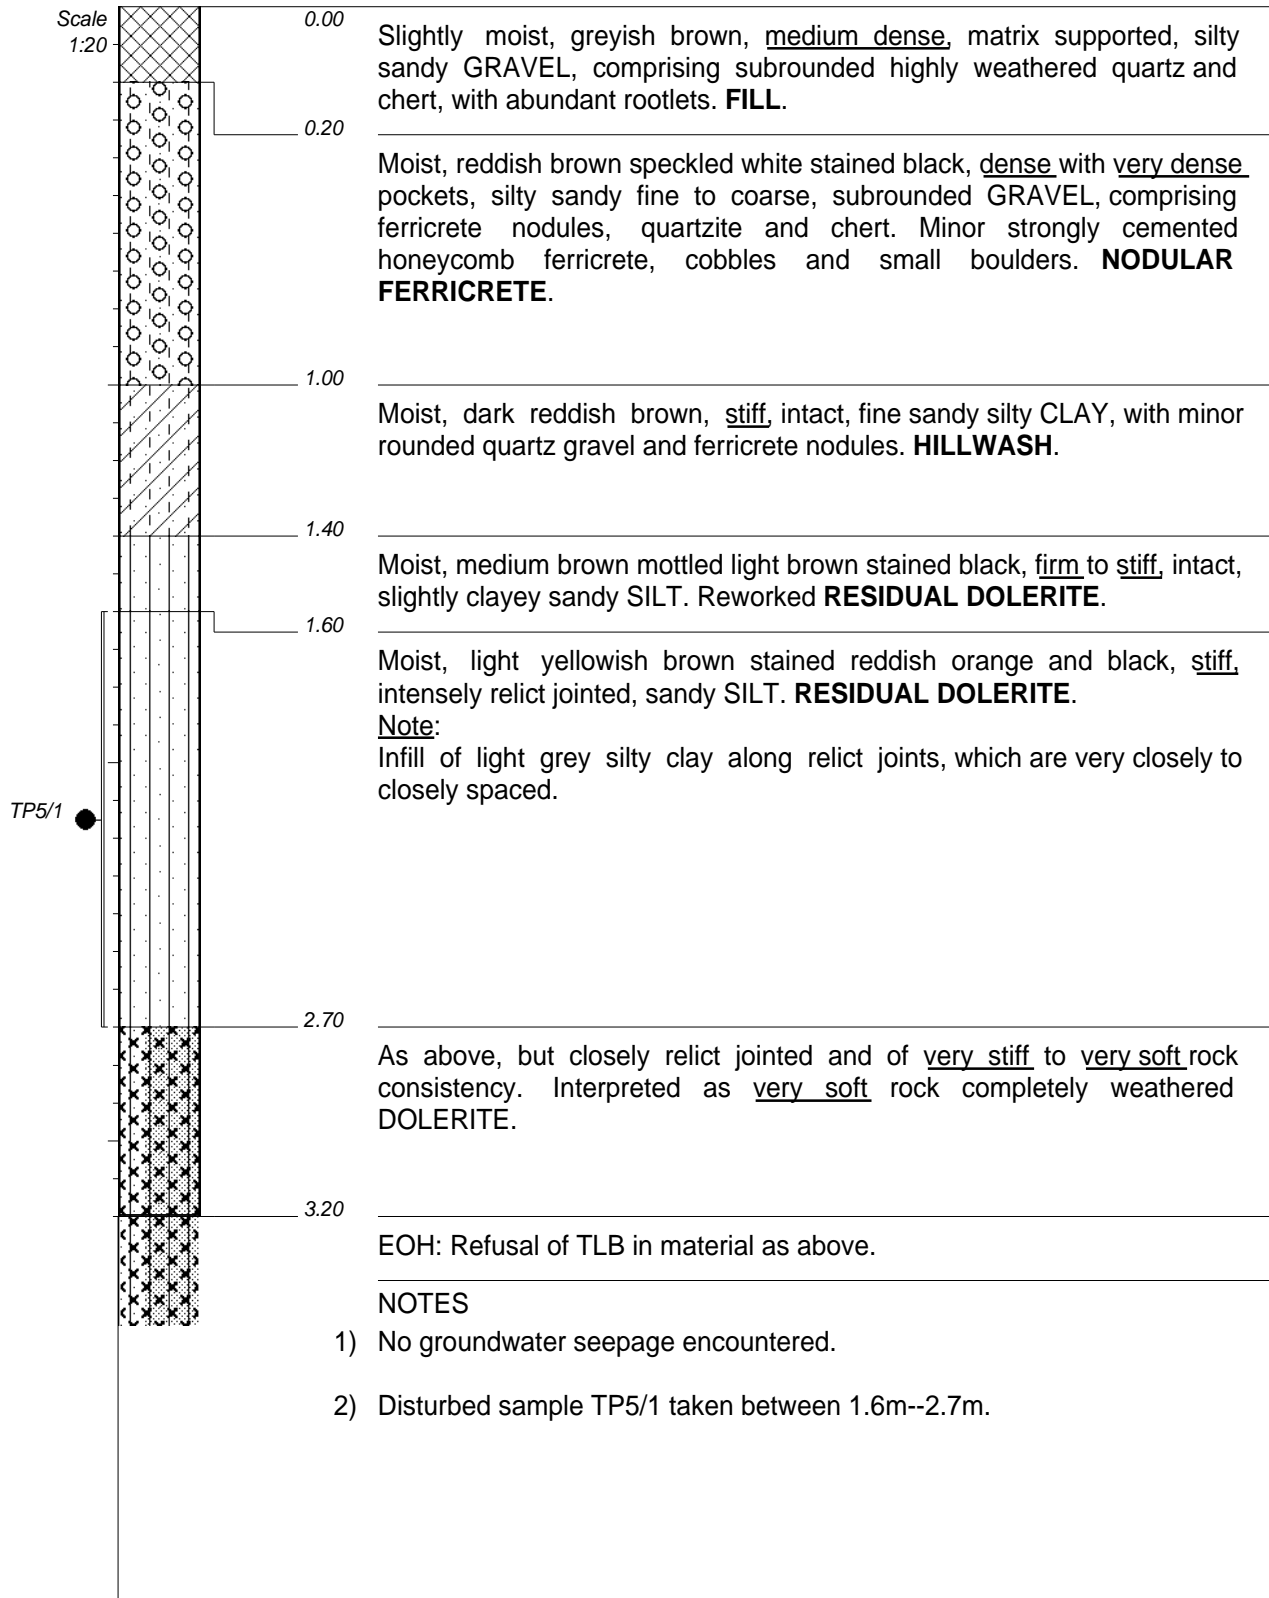 Scale
1:20
0.00
Slightly moist, greyish brown, medium dense, matrix supported, silty
sandy GRAVEL, comprising subrounded highly weathered quartz and
chert, with abundant rootlets. FILL.
0.20
Moist, reddish brown speckled white stained black, dense with very dense
pockets, silty sandy fine to coarse, subrounded GRAVEL, comprising
ferricrete nodules, quartzite and chert. Minor strongly cemented
honeycomb ferricrete, cobbles and small boulders. NODULAR
FERRICRETE.
1.00
Moist, dark reddish brown, stiff, intact, fine sandy silty CLAY, with minor
rounded quartz gravel and ferricrete nodules. HILLWASH.
1.40
Moist, medium brown mottled light brown stained black, firm to stiff, intact,
slightly clayey sandy SILT. Reworked RESIDUAL DOLERITE.
1.60
Moist, light yellowish brown stained reddish orange and black, stiff,
intensely relict jointed, sandy SILT. RESIDUAL DOLERITE.
Note:
Infill of light grey silty clay along relict joints, which are very closely to
closely spaced.
TP5/1
2.70
As above, but closely relict jointed and of very stiff to very soft rock
consistency. Interpreted as very soft rock completely weathered
DOLERITE.
3.20
EOH: Refusal of TLB in material as above.
NOTES
1) No groundwater seepage encountered.
2) Disturbed sample TP5/1 taken between 1.6m--2.7m.